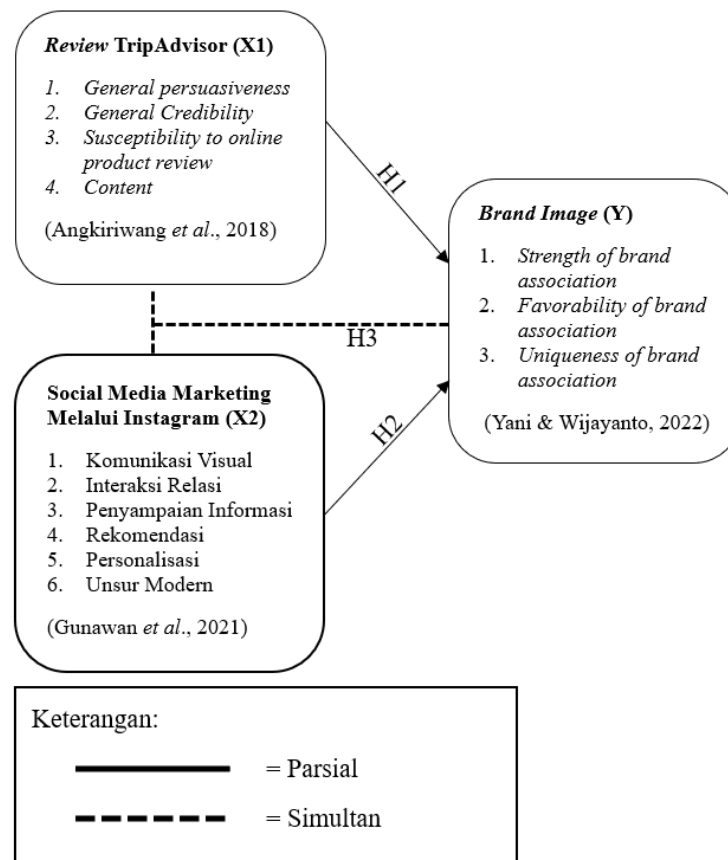 Review TripAdvisor (X1)
1. General persuasiveness
2. General Credibility
3. Susceptibility to online
product review
4. Content
(Angkiriwang et al., 2018)
H1
Brand Image (Y)
1. Strength of brand
association
2. Favorability of brand
association
3. Uniqueness of brand
association
(Yani & Wijayanto, 2022)
H3
Social Media Marketing
Melalui Instagram (X2)
1. Komunikasi Visual
2. Interaksi Relasi
3. Penyampaian Informasi
4. Rekomendasi
5. Personalisasi
6. Unsur Modern
(Gunawan et al., 2021)
H2
Keterangan:
= Parsial
= Simultan